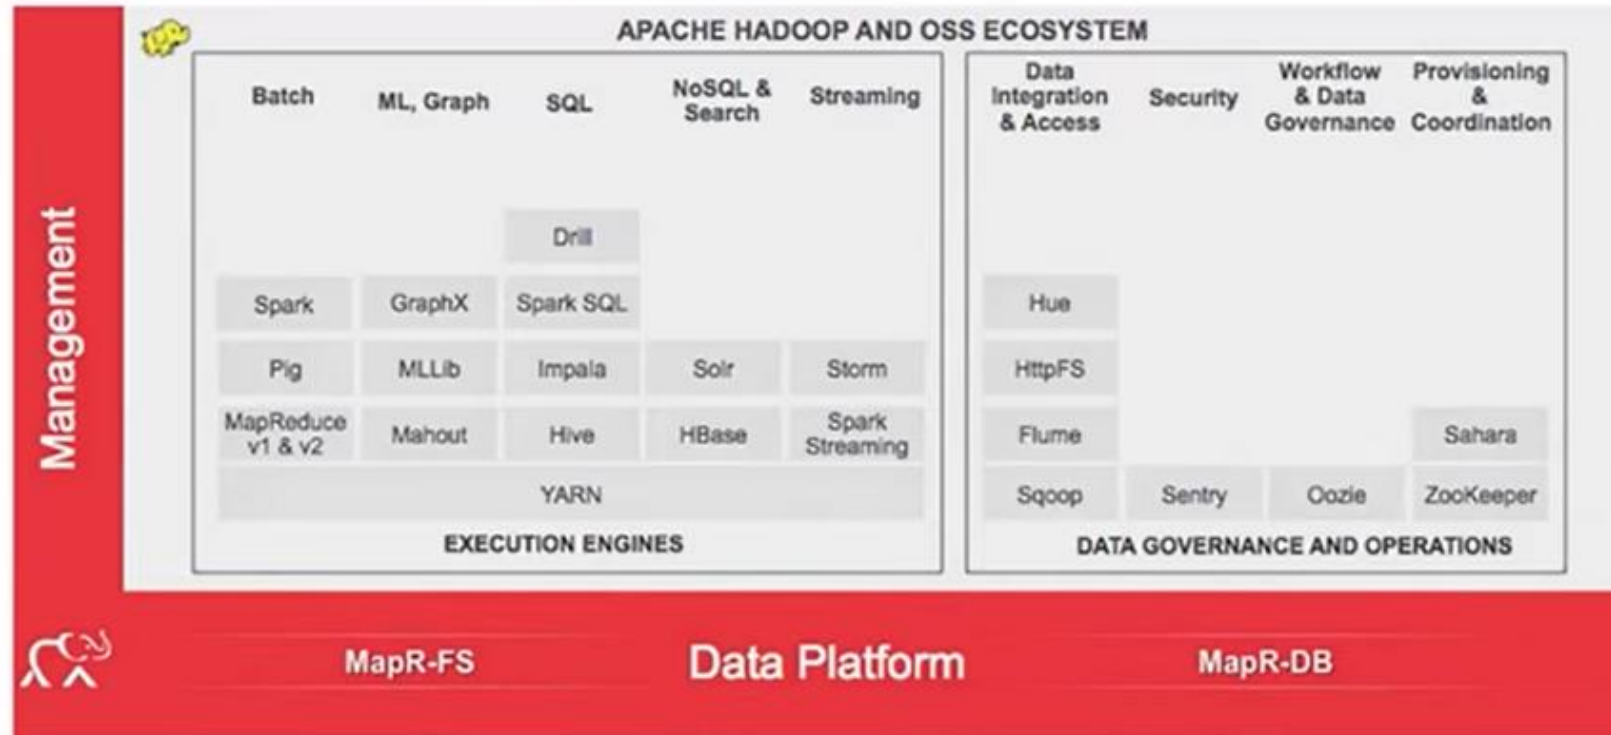 APACHE HADOOP AND OSS ECOSYSTEM
Management
Batch
ML, Graph
SQL
NoSQL &
Search
Streaming
Drill
Spark
GraphX
Spark SQL
Pig
MLLib
Impala
Solr
Storm
MapReduce
v1 & v2
Mahout
Hive
HBase
Spark
Streaming
YARN
EXECUTION ENGINES
Data
Integration
& Access
Security
Workflow
& Data
Governance
Provisioning
&
Coordination
Hue
HttpFS
Flume
Sahara
Sqoop
Sentry
Oozie
ZooKeeper
DATA GOVERNANCE AND OPERATIONS
MapR-FS
Data Platform
MapR-DB